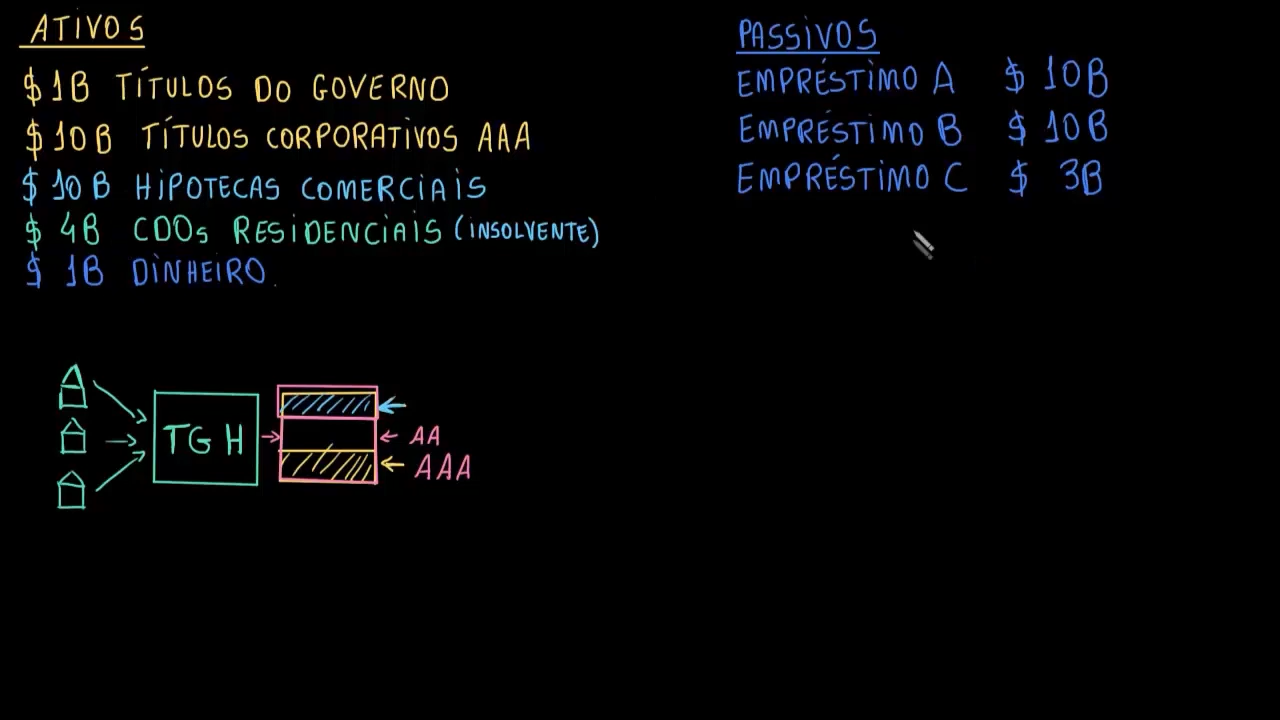 ATIVOS
$ 1B TÍTULOS DO GOVERNO
$ 10B TÍTULOS CORPORATIVOS AAA
$ 10B HIPOTECAS COMERCIAIS
$ 4B CDOs RESIDENCIAIS (INSOLVENTE)
$ 1B DINHEIRO
PASSIVOS
EMPRÉSTIMO A $ 10B
EMPRÉSTIMO B $ 10B
EMPRÉSTIMO C $ 3B
TGH
AA
AAA